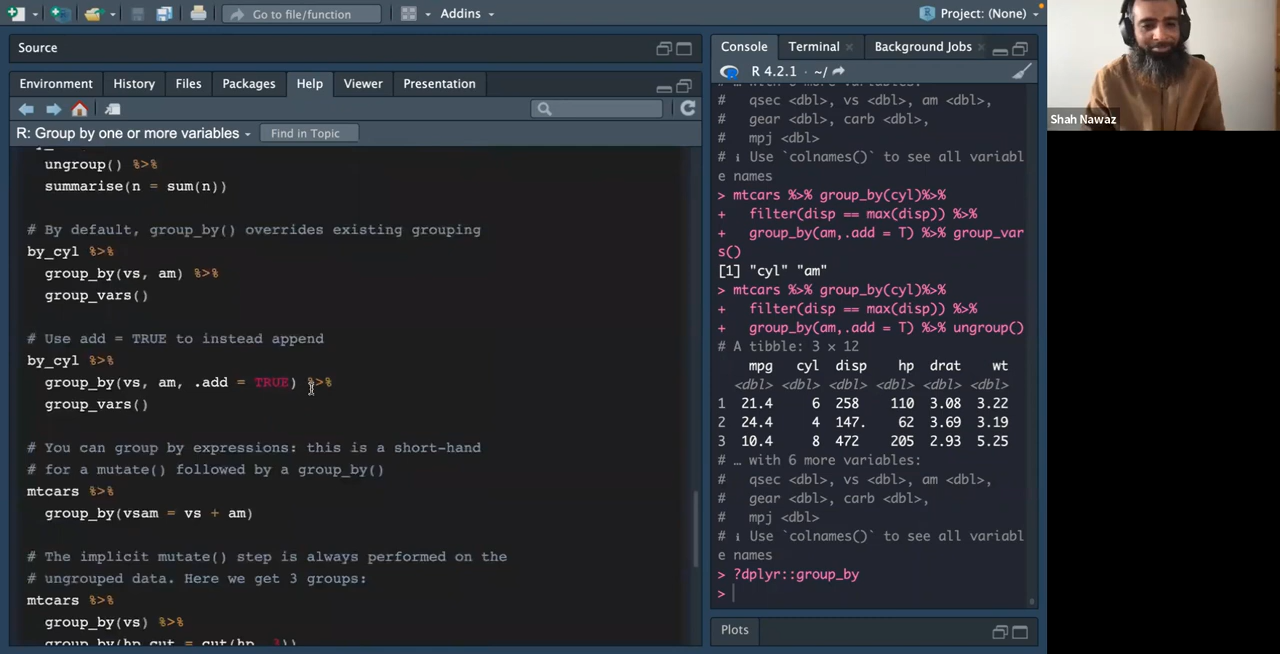 Go to file/function
Addins
Project: (None)
Source
Environment History Files Packages Help Viewer Presentation
R: Group by one or more variables
Find in Topic
ungroup() %>%
summarise(n = sum(n))
# By default, group_by() overrides existing grouping
by_cyl %>%
group_by(vs, am) %>%
group_vars()
# Use add = TRUE to instead append
by_cyl %>%
group_by(vs, am, .add = TRUE) %>%
group_vars()
# You can group by expressions: this is a short-hand
# for a mutate() followed by a group_by()
mtcars %>%
group_by(vsam = vs + am)
# The implicit mutate() step is always performed on the
# ungrouped data. Here we get 3 groups:
mtcars %>%
group_by(vs) %>%
group_by(hp_cut = cut(hp, 3))
Console Terminal Background Jobs
R 4.2.1 · ~/
# qsec <dbl>, vs <dbl>, am <dbl>,
# gear <dbl>, carb <dbl>,
# mpj <dbl>
# ℹ Use `colnames()` to see all variabl
e names
> mtcars %>% group_by(cyl)%>%
+ filter(disp == max(disp)) %>%
+ group_by(am,.add = T) %>% group_var
s()
[1] "cyl" "am"
> mtcars %>% group_by(cyl)%>%
+ filter(disp == max(disp)) %>%
+ group_by(am,.add = T) %>% ungroup()
# A tibble: 3 × 12
mpg cyl disp hp drat wt
<dbl> <dbl> <dbl> <dbl> <dbl> <dbl>
1 21.4 6 258 110 3.08 3.22
2 24.4 4 147. 62 3.69 3.19
3 10.4 8 472 205 2.93 5.25
# … with 6 more variables:
# qsec <dbl>, vs <dbl>, am <dbl>,
# gear <dbl>, carb <dbl>,
# mpj <dbl>
# ℹ Use `colnames()` to see all variabl
e names
> ?dplyr::group_by
>
Plots
Shah Nawaz